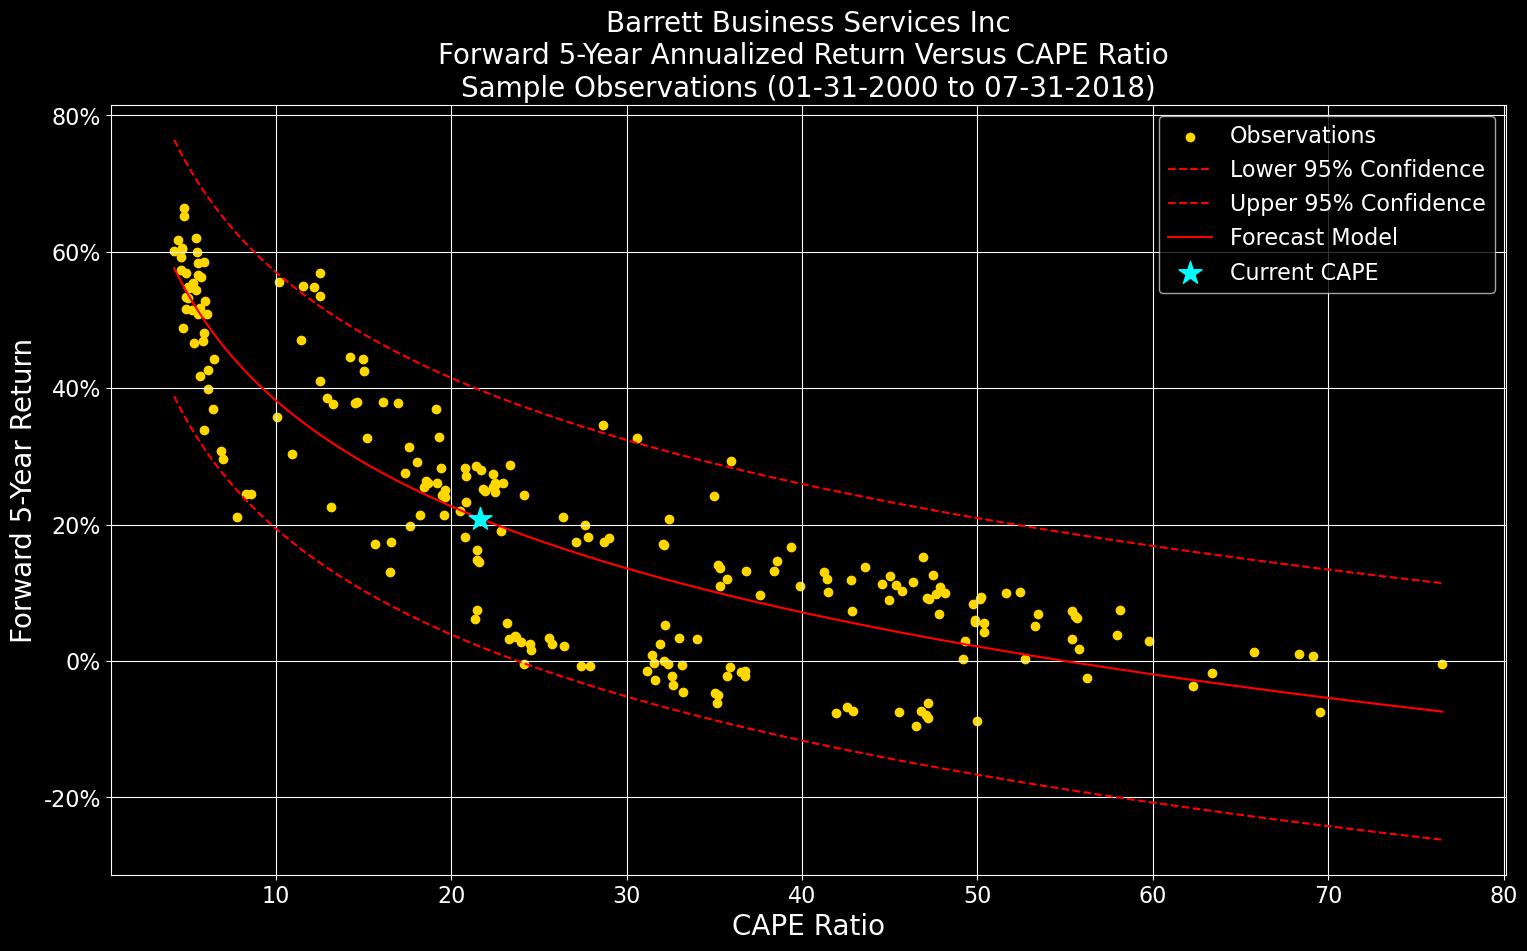 Barrett Business Services Inc
Forward 5-Year Annualized Return Versus CAPE Ratio
Sample Observations (01-31-2000 to 07-31-2018)
Observations
Lower 95% Confidence
Upper 95% Confidence
Forecast Model
Current CAPE
Forward 5-Year Return
80%
60%
40%
20%
0%
-20%
10 20 30 40 50 60 70 80
CAPE Ratio